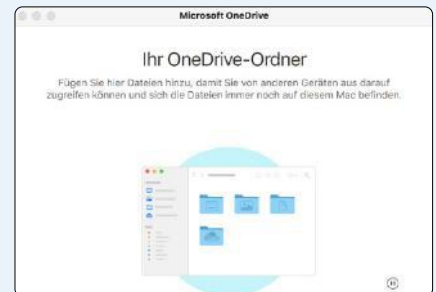 Microsoft OneDrive
Ihr OneDrive-Ordner
Fügen Sie hier Dateien hinzu, damit Sie von anderen Geräten aus darauf
zugreifen können und sich die Dateien immer noch auf diesem Mac befinden.